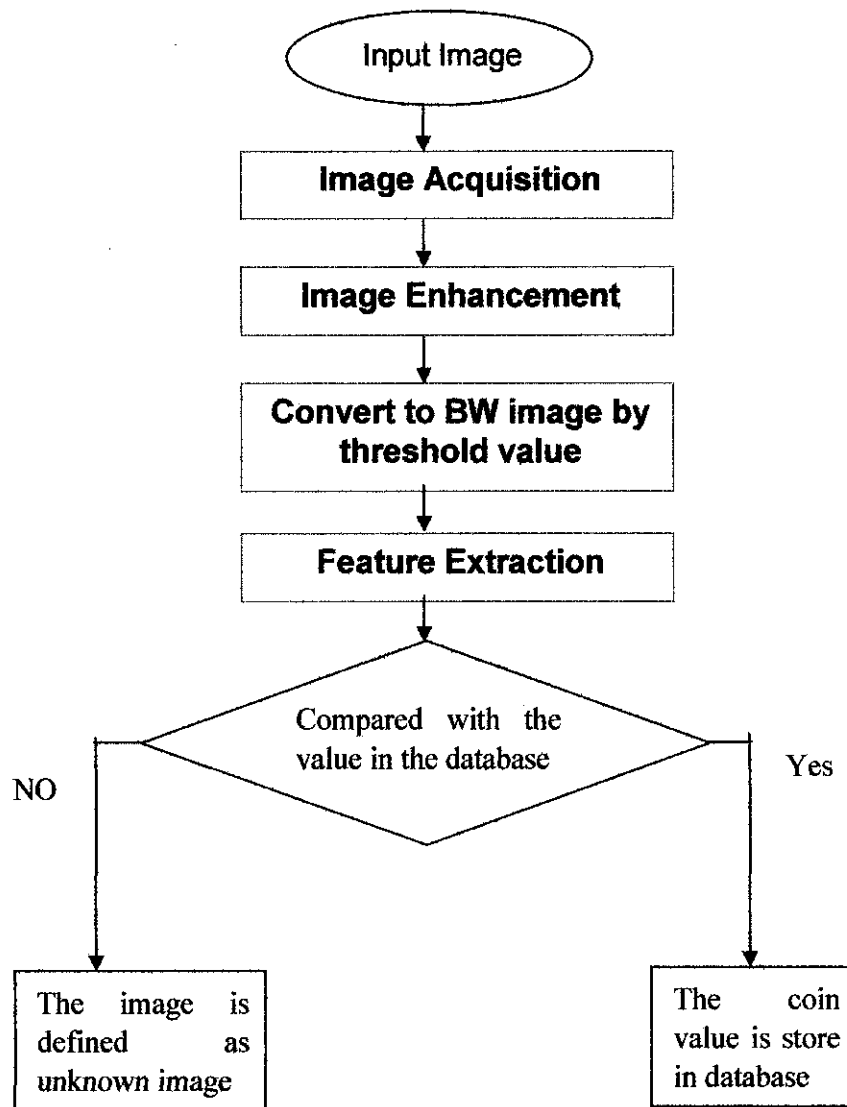 Input Image
Image Acquisition
Image Enhancement
Convert to BW image by
threshold value
Feature Extraction
Compared with the
value in the database
NO
Yes
The image is
defined as
unknown image
The coin
value is store
in database